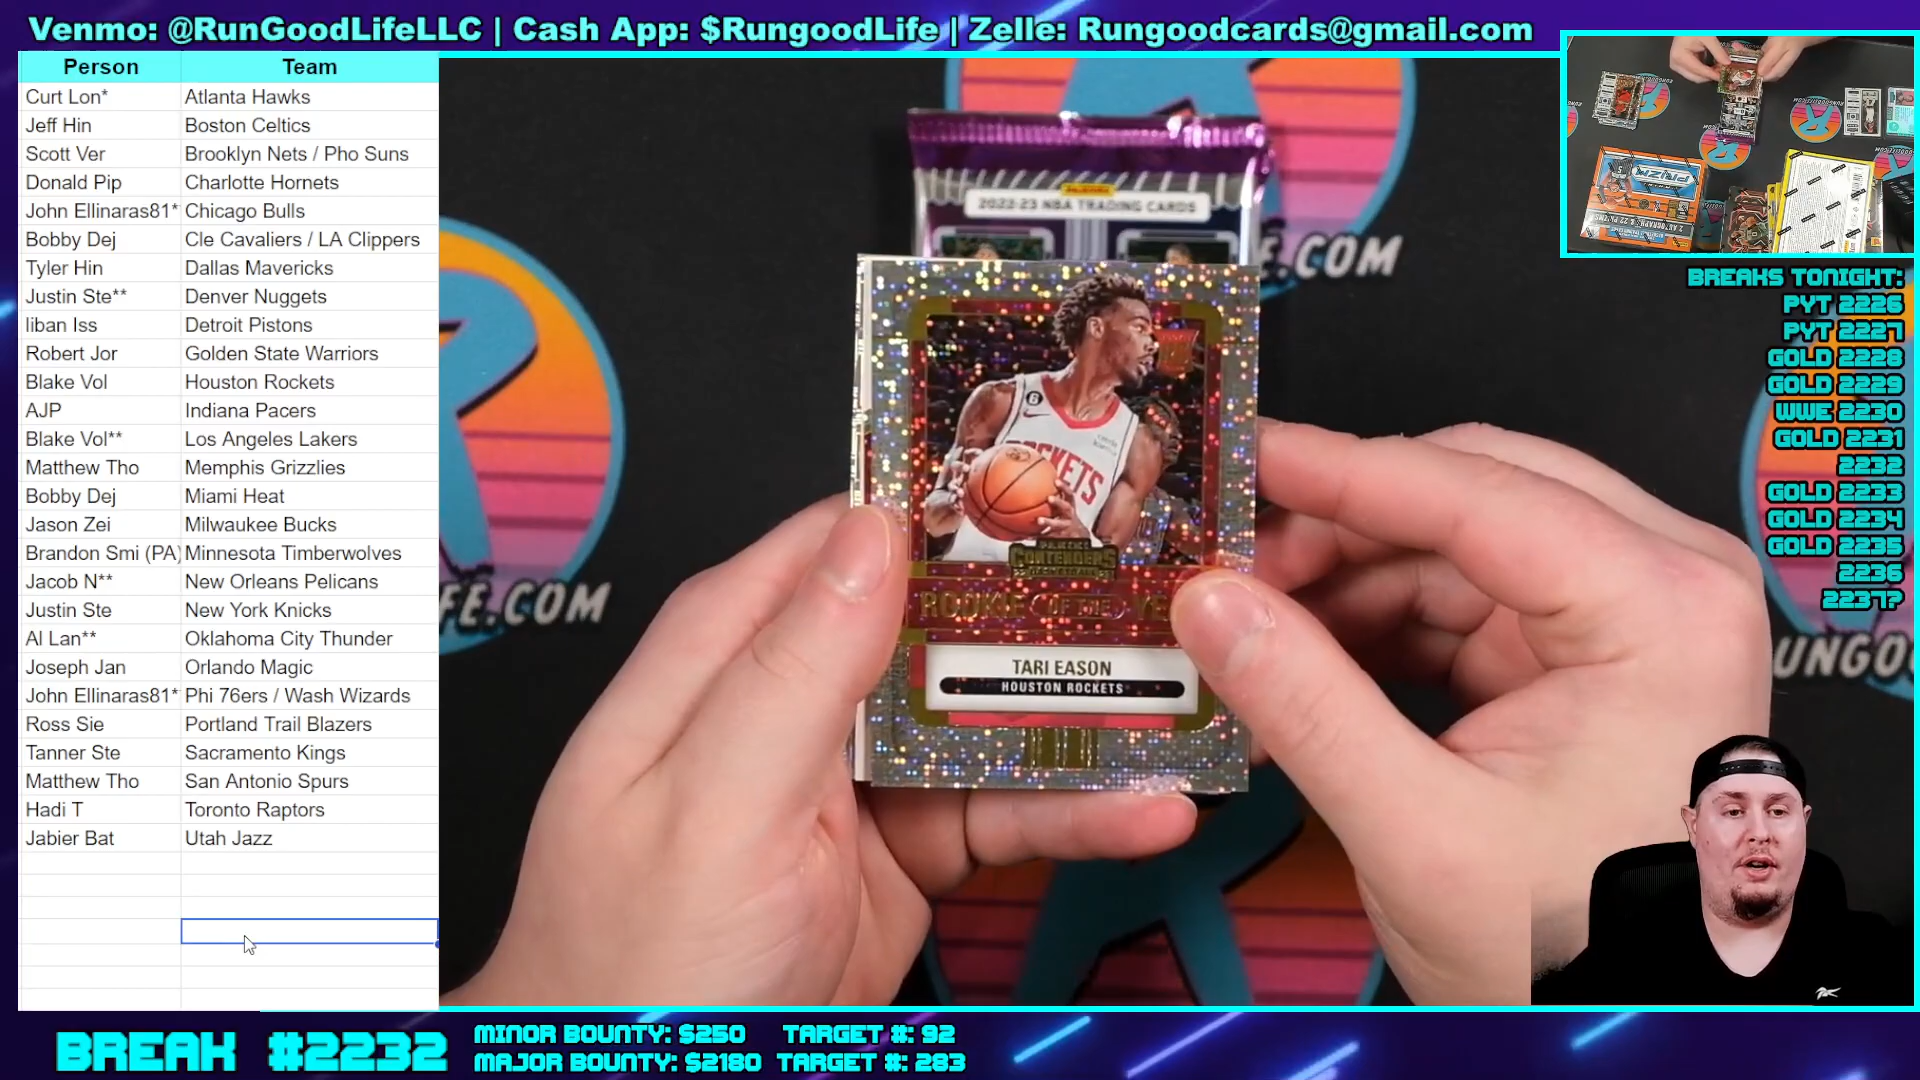 Venmo: @RunGoodLifeLLC | Cash App: $RungoodLife | Zelle: Rungoodcards@gmail.com
Person Team
Curt Lon* Atlanta Hawks
Jeff Hin Boston Celtics
Scott Ver Brooklyn Nets / Pho Suns
Donald Pip Charlotte Hornets
John Ellinaras81* Chicago Bulls
Bobby Dej Cle Cavaliers / LA Clippers
Tyler Hin Dallas Mavericks
Justin Ste** Denver Nuggets
liban Iss Detroit Pistons
Robert Jor Golden State Warriors
Blake Vol Houston Rockets
AJP Indiana Pacers
Blake Vol** Los Angeles Lakers
Matthew Tho Memphis Grizzlies
Bobby Dej Miami Heat
Jason Zei Milwaukee Bucks
Brandon Smi (PA) Minnesota Timberwolves
Jacob N** New Orleans Pelicans
Justin Ste New York Knicks
Al Lan** Oklahoma City Thunder
Joseph Jan Orlando Magic
John Ellinaras81* Phi 76ers / Wash Wizards
Ross Sie Portland Trail Blazers
Tanner Ste Sacramento Kings
Matthew Tho San Antonio Spurs
Hadi T Toronto Raptors
Jabier Bat Utah Jazz
2022-23 NBA TRADING CARDS
E.COM
FE.COM
UNGO
6
ROCKETS
CONTENDERS
ROOKIE OF THE YE
TARI EASON
HOUSTON ROCKETS
PRIZM
BREAKS TONIGHT:
PYT 2226
PYT 2227
GOLD 2228
GOLD 2229
WWE 2230
GOLD 2231
2232
GOLD 2233
GOLD 2234
GOLD 2235
2236
2237?
BREAK #2232
MINOR BOUNTY: $250 TARGET #: 92
MAJOR BOUNTY: $2180 TARGET #: 283